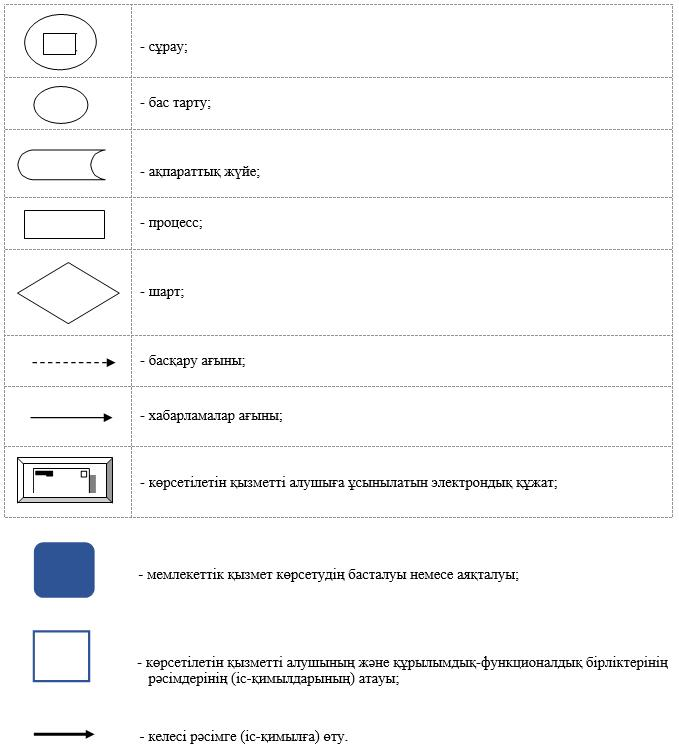 - сұрау;
- бас тарту;
- ақпараттық жүйе;
- процесс;
- шарт;
- басқару ағыны;
- хабарламалар ағыны;
- көрсетілетін қызметті алушыға ұсынылатын электрондық құжат;
- мемлекеттік қызмет көрсетудің басталуы немесе аяқталуы;
- көрсетілетін қызметті алушының және құрылымдық-функционалдық бірліктерінің
рәсімдерінің (іс-қимылдарының) атауы;
- келесі рәсімге (іс-қимылға) өту.